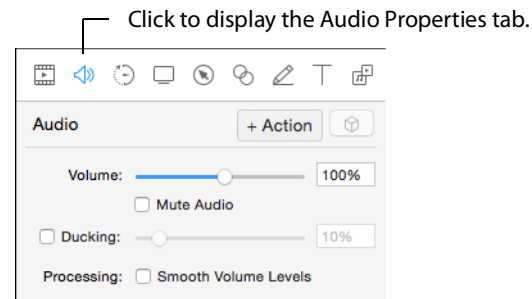 Click to display the Audio Properties tab.
Audio + Action
Volume: 100%
Mute Audio
Ducking: 10%
Processing: Smooth Volume Levels